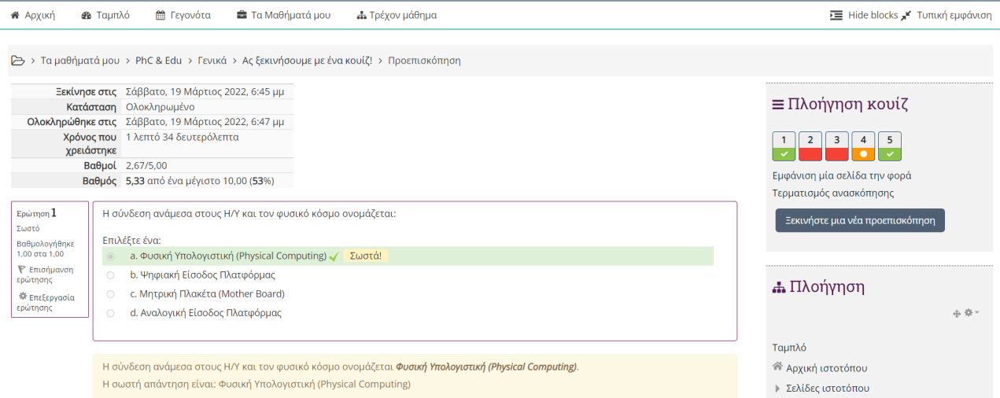 Αρχική Ταμπλό Γεγονότα Τα Μαθήματά μου Τρέχον μάθημα Hide blocks Τυπική εμφάνιση
> Τα μαθήματά μου > PhC & Edu > Γενικά > Ας ξεκινήσουμε με ένα κουίζ! > Προεπισκόπηση
Ξεκίνησε στις Σάββατο, 19 Μάρτιος 2022, 6:45 μμ
Κατάσταση Ολοκληρωμένο
Ολοκληρώθηκε στις Σάββατο, 19 Μάρτιος 2022, 6:47 μμ
Χρόνος που 1 λεπτό 34 δευτερόλεπτα
χρειάστηκε
Βαθμοί 2,67/5,00
Βαθμός 5,33 από ένα μέγιστο 10,00 (53%)
Ερώτηση 1
Σωστό
Βαθμολογήθηκε
1,00 στα 1,00
Επισήμανση
ερώτησης
Επεξεργασία
ερώτησης
Η σύνδεση ανάμεσα στους Η/Υ και τον φυσικό κόσμο ονομάζεται:
Επιλέξτε ένα:
a. Φυσική Υπολογιστική (Physical Computing) Σωστά!
b. Ψηφιακή Είσοδος Πλατφόρμας
c. Μητρική Πλακέτα (Mother Board)
d. Αναλογική Είσοδος Πλατφόρμας
Η σύνδεση ανάμεσα στους Η/Υ και τον φυσικό κόσμο ονομάζεται Φυσική Υπολογιστική (Physical Computing).
Η σωστή απάντηση είναι: Φυσική Υπολογιστική (Physical Computing)
Πλοήγηση κουίζ
1 2 3 4 5
Εμφάνιση μία σελίδα την φορά
Τερματισμός ανασκόπησης
Ξεκινήστε μια νέα προεπισκόπηση
Πλοήγηση
Ταμπλό
Αρχική ιστοτόπου
Σελίδες ιστοτόπου